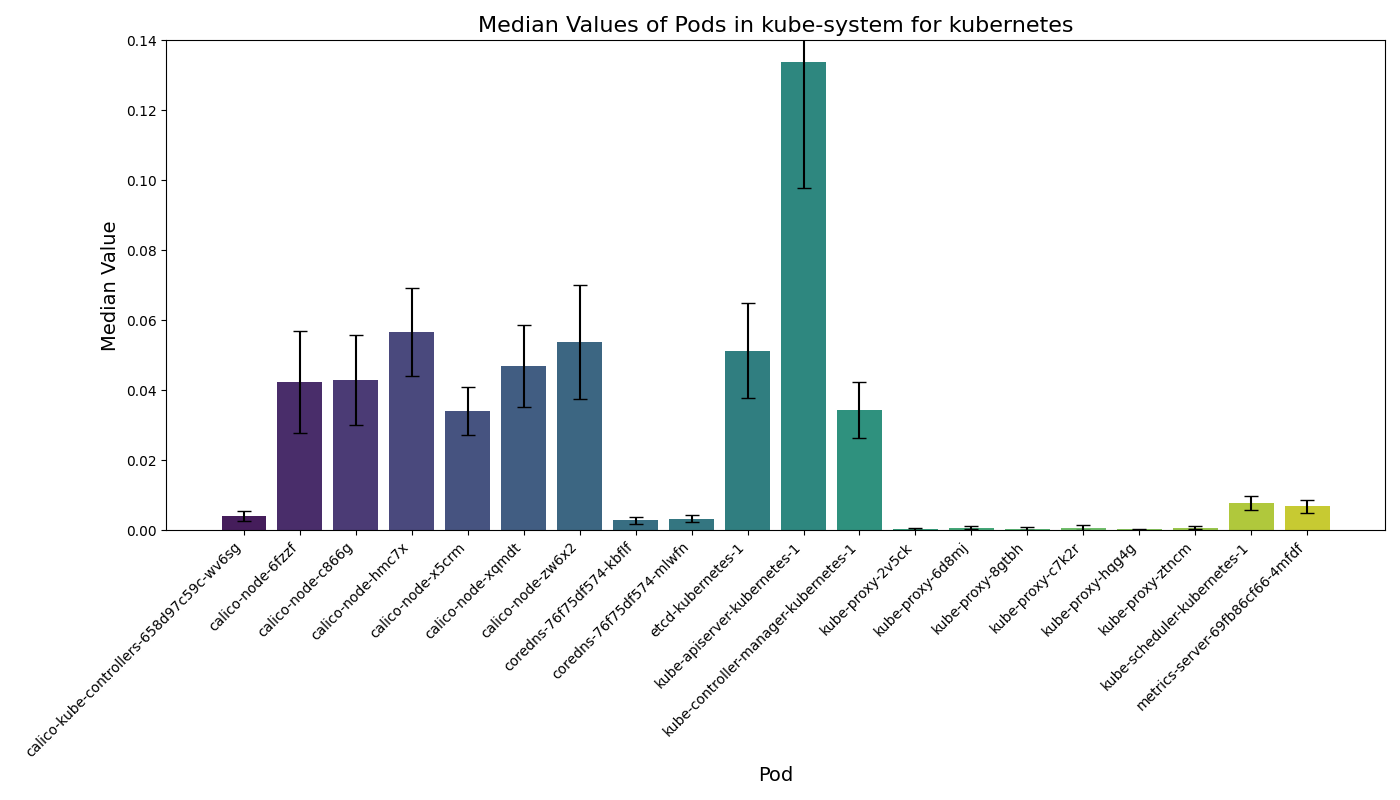 Median Values of Pods in kube-system for kubernetes
0.14
0.12
0.10
0.08
0.06
0.04
0.02
0.00
Median Value
calico-kube-controllers-658d97c59c-wv6sg
calico-node-6fzzf
calico-node-c866g
calico-node-hmc7x
calico-node-x5crm
calico-node-xqmdt
calico-node-zw6x2
coredns-76f75df574-kbflf
coredns-76f75df574-mlwfn
etcd-kubernetes-1
kube-apiserver-kubernetes-1
kube-controller-manager-kubernetes-1
kube-proxy-2v5ck
kube-proxy-6d8mj
kube-proxy-8gtbh
kube-proxy-c7k2r
kube-proxy-hqg4g
kube-proxy-ztncm
kube-scheduler-kubernetes-1
metrics-server-69fb86cf66-4mfdf
Pod